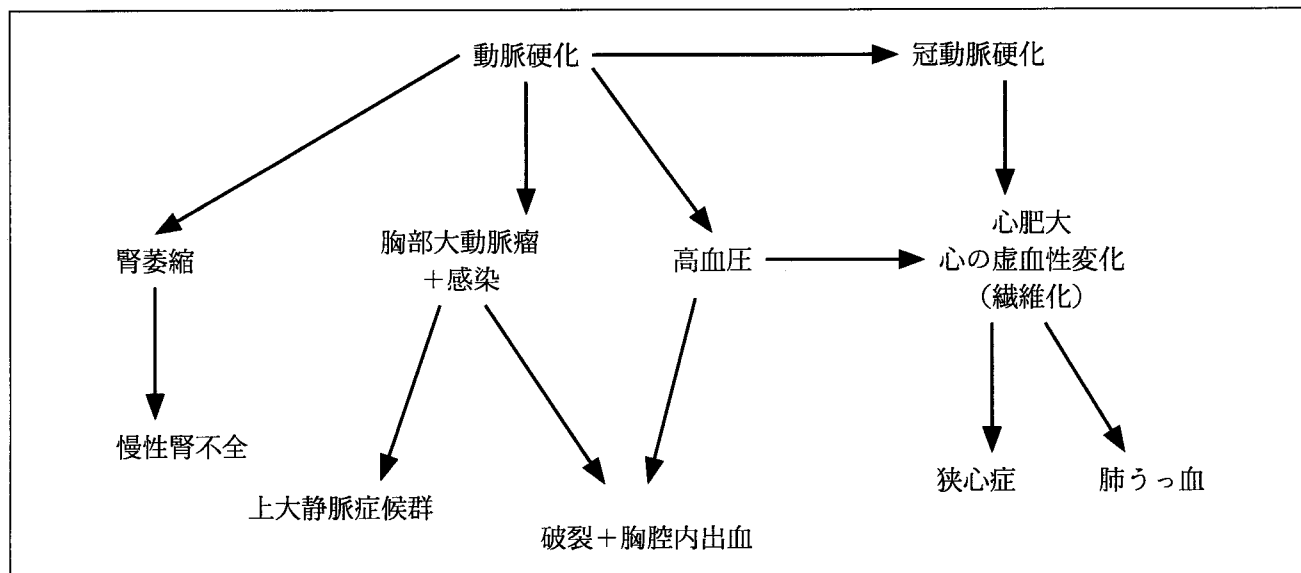 動脈硬化
冠動脈硬化
腎萎縮
胸部大動脈瘤
＋感染
高血圧
心肥大
心の虚血性変化
（繊維化）
慢性腎不全
上大静脈症候群
破裂＋胸腔内出血
狭心症
肺うっ血